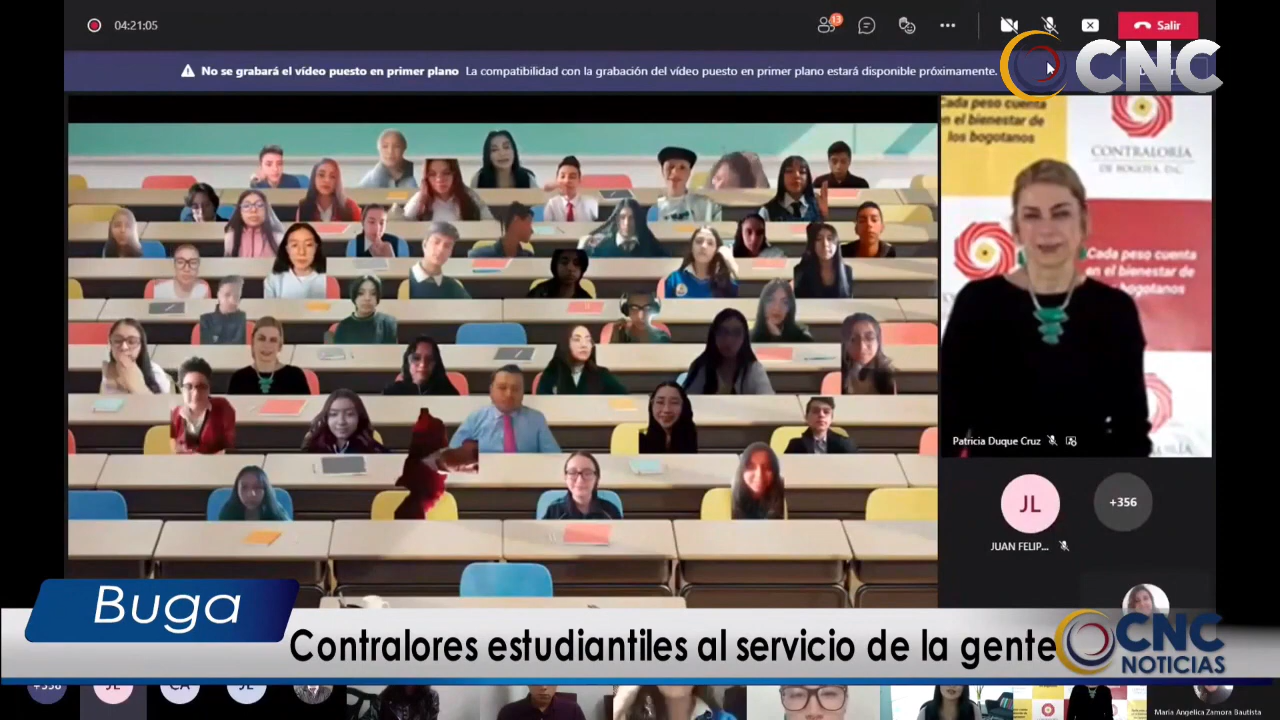 04:21:05
13
Salir
No se grabará el vídeo puesto en primer plano La compatibilidad con la grabación del vídeo puesto en primer plano estará disponible próximamente.
CNC
Cada peso cuenta
en el bienestar de
los bogotanos
CONTRALORÍA
DE BOGOTÁ, D.C.
Cada peso cuenta
en el bienestar de
los bogotanos
Patricia Duque Cruz
JL
+356
JUAN FELIP...
Buga
Contralores estudiantiles al servicio de la gente
CNC
NOTICIAS
Maria Angelica Zamora Bautista